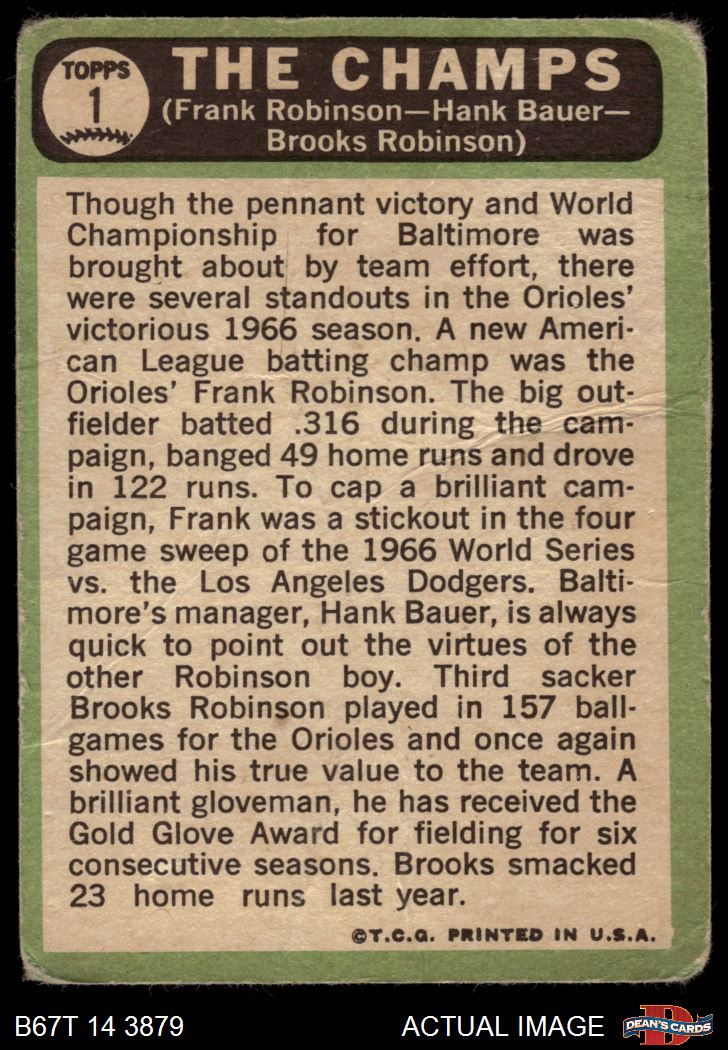 TOPPS
1
THE CHAMPS
(Frank Robinson—Hank Bauer—
Brooks Robinson)
Though the pennant victory and World
Championship for Baltimore was
brought about by team effort, there
were several standouts in the Orioles'
victorious 1966 season. A new Ameri-
can League batting champ was the
Orioles' Frank Robinson. The big out-
fielder batted .316 during the cam-
paign, banged 49 home runs and drove
in 122 runs. To cap a brilliant cam-
paign, Frank was a stickout in the four
game sweep of the 1966 World Series
vs. the Los Angeles Dodgers. Balti-
more's manager, Hank Bauer, is always
quick to point out the virtues of the
other Robinson boy. Third sacker
Brooks Robinson played in 157 ball-
games for the Orioles and once again
showed his true value to the team. A
brilliant gloveman, he has received the
Gold Glove Award for fielding for six
consecutive seasons. Brooks smacked
23 home runs last year.
©T.C.G. PRINTED IN U.S.A.
B67T 14 3879
ACTUAL IMAGE
D
DEAN'S CARDS